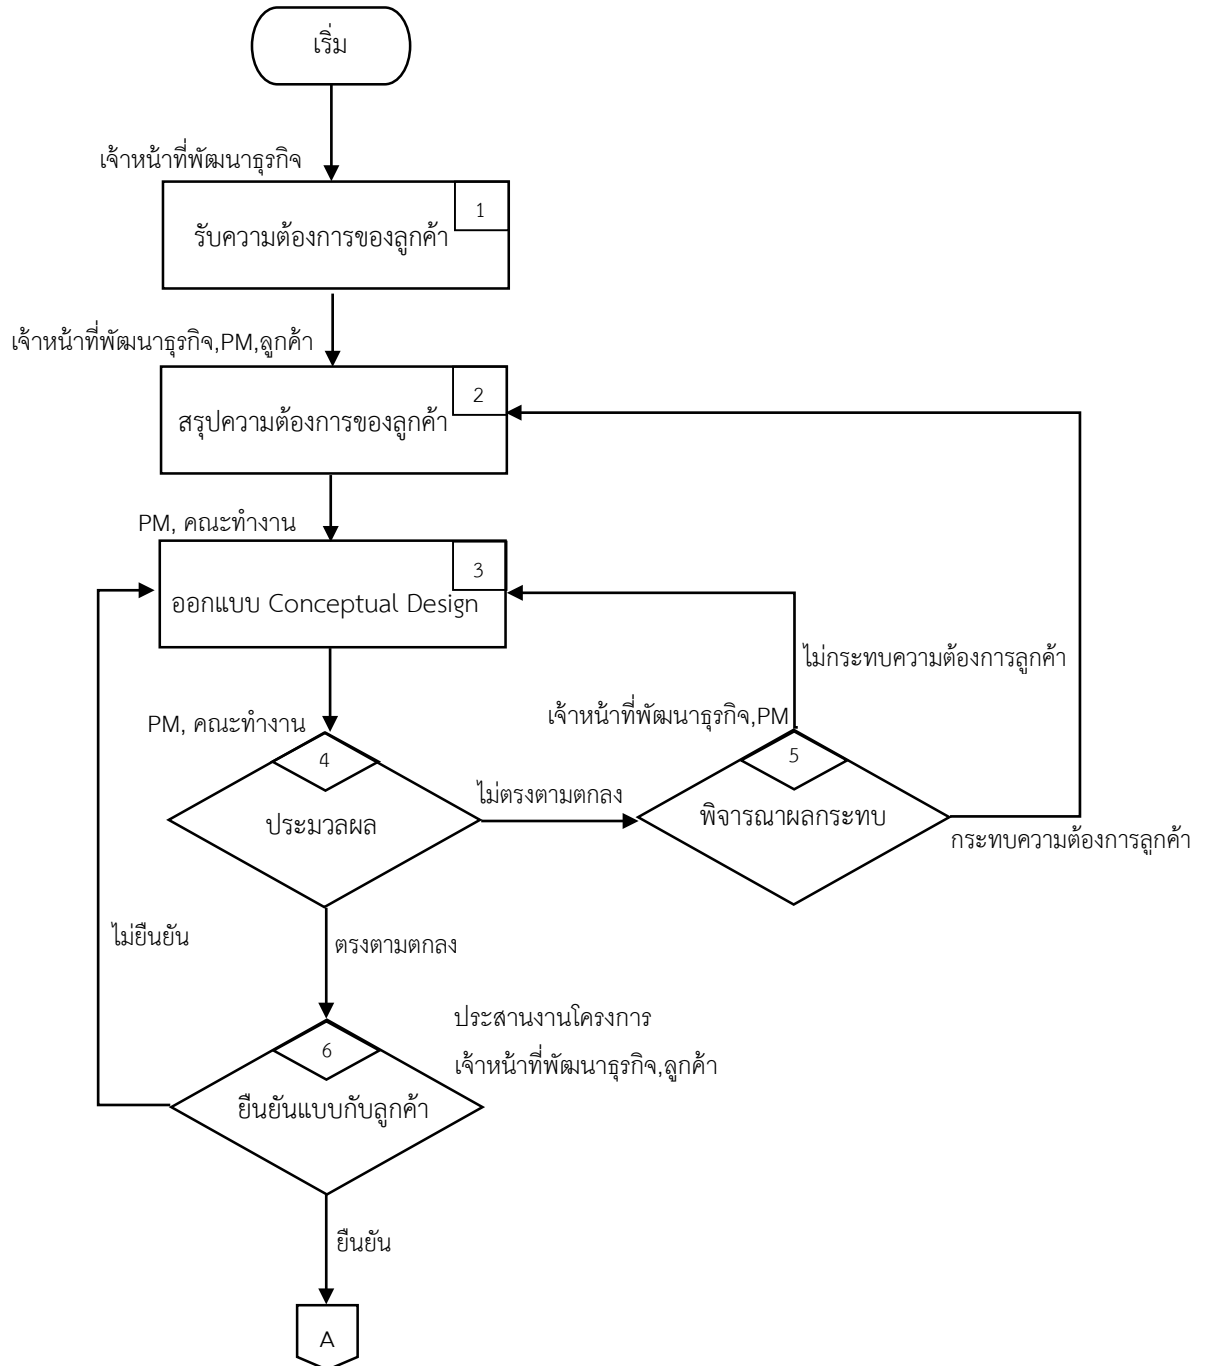 เริ่ม
เจ้าหน้าที่พัฒนาธุรกิจ
1
รับความต้องการของลูกค้า
เจ้าหน้าที่พัฒนาธุรกิจ,PM,ลูกค้า
2
สรุปความต้องการของลูกค้า
PM, คณะทำงาน
3
ออกแบบ Conceptual Design
ไม่กระทบความต้องการลูกค้า
PM, คณะทำงาน
เจ้าหน้าที่พัฒนาธุรกิจ,PM
4
ประมวลผล
ไม่ตรงตามตกลง
5
พิจารณาผลกระทบ
กระทบความต้องการลูกค้า
ไม่ยืนยัน
ตรงตามตกลง
ประสานงานโครงการ
เจ้าหน้าที่พัฒนาธุรกิจ,ลูกค้า
6
ยืนยันแบบกับลูกค้า
ยืนยัน
A